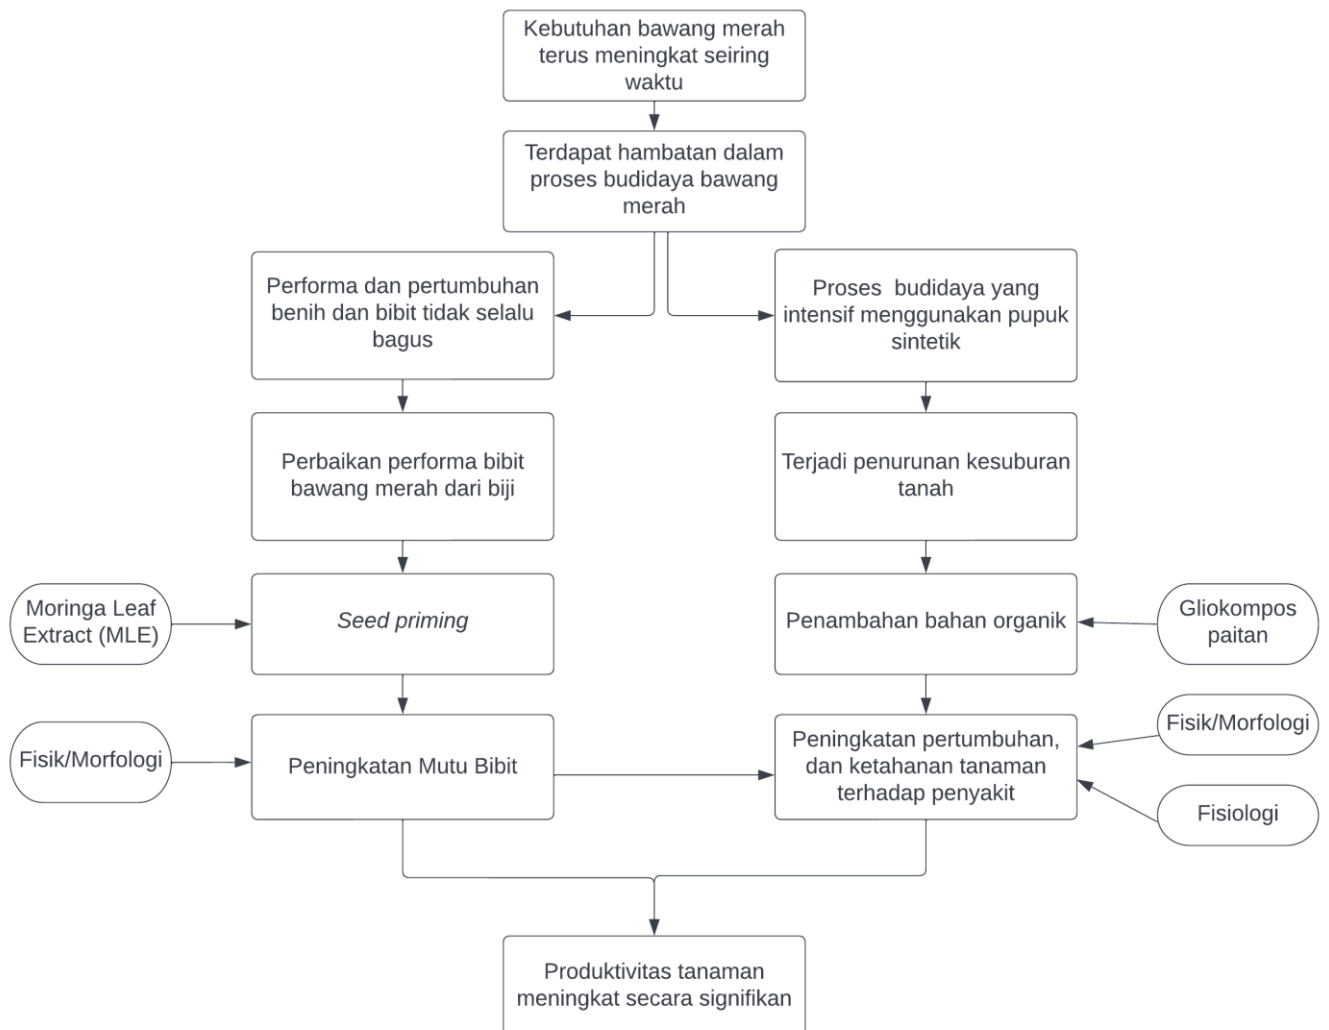 Kebutuhan bawang merah
terus meningkat seiring
waktu
Terdapat hambatan dalam
proses budidaya bawang
merah
Performa dan pertumbuhan
benih dan bibit tidak selalu
bagus
Proses  budidaya yang
intensif menggunakan pupuk
sintetik
Perbaikan performa bibit
bawang merah dari biji
Terjadi penurunan kesuburan
tanah
Moringa Leaf
Extract (MLE)
Seed priming
Penambahan bahan organik
Gliokompos
paitan
Fisik/Morfologi
Peningkatan Mutu Bibit
Peningkatan pertumbuhan,
dan ketahanan tanaman
terhadap penyakit
Fisik/Morfologi
Fisiologi
Produktivitas tanaman
meningkat secara signifikan